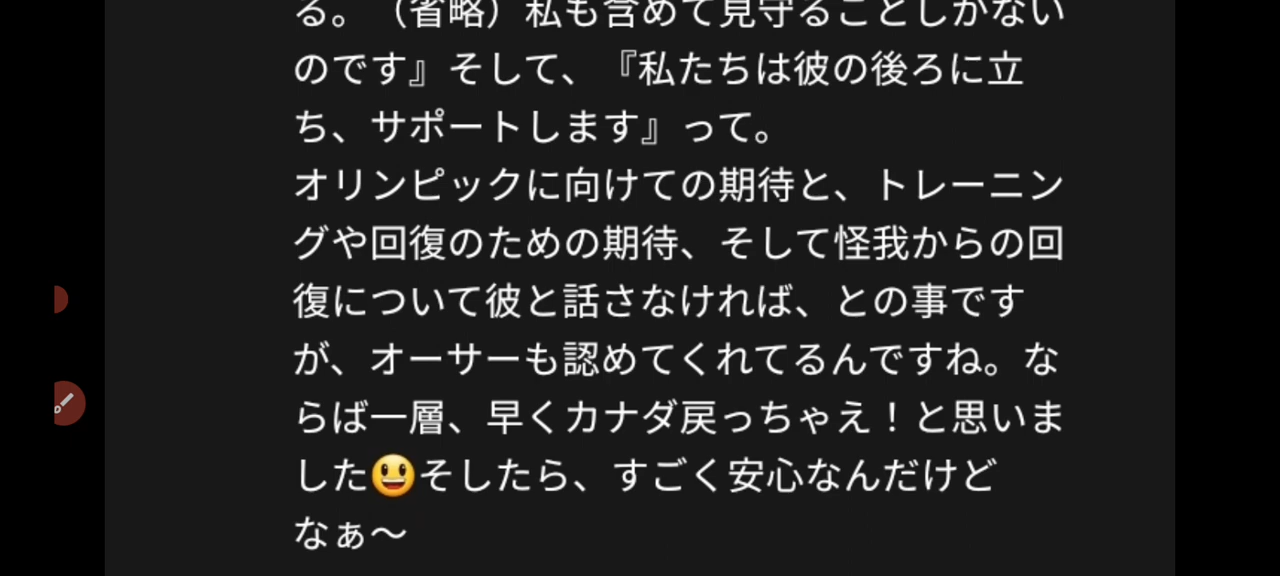 る。（省略）私も含めて見守ることしかない
のです』そして、『私たちは彼の後ろに立
ち、サポートします』って。
オリンピックに向けての期待と、トレーニン
グや回復のための期待、そして怪我からの回
復について彼と話さなければ、との事です
が、オーサーも認めてくれてるんですね。な
らば一層、早くカナダ戻っちゃえ！と思いま
した😃そしたら、すごく安心なんだけど
なぁ〜